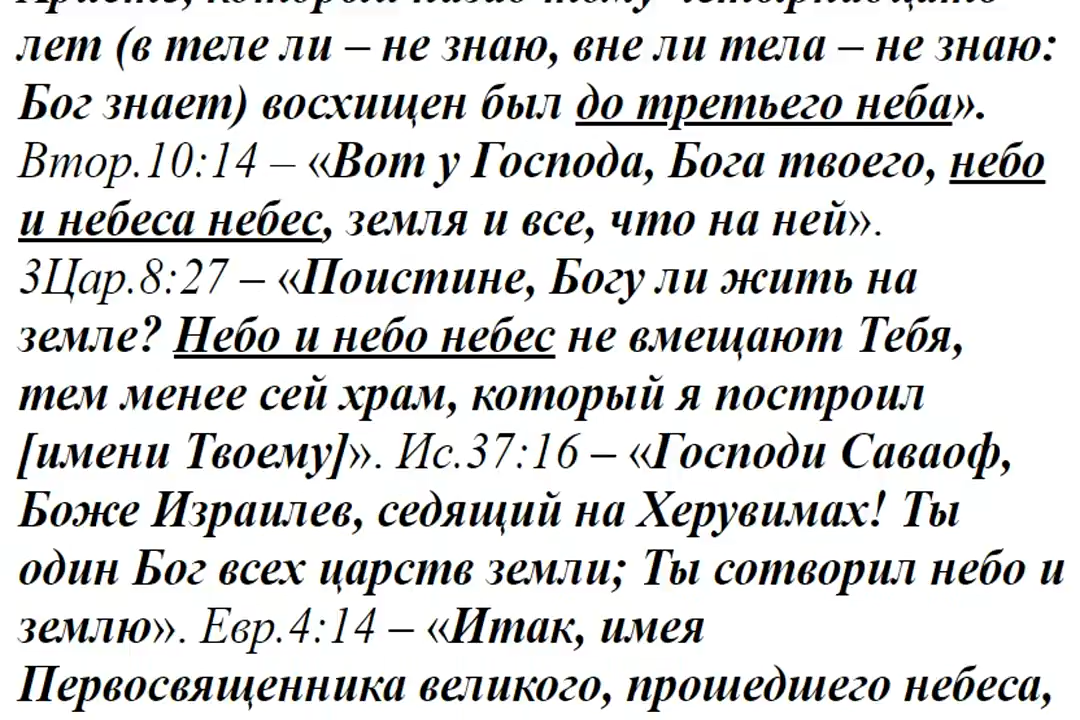 лет (в теле ли – не знаю, вне ли тела – не знаю:
Бог знает) восхищен был до третьего неба».
Втор.10:14 – «Вот у Господа, Бога твоего, небо
и небеса небес, земля и все, что на ней».
3Цар.8:27 – «Поистине, Богу ли жить на
земле? Небо и небо небес не вмещают Тебя,
тем менее сей храм, который я построил
[имени Твоему]». Ис.37:16 – «Господи Саваоф,
Боже Израилев, седящий на Херувимах! Ты
один Бог всех царств земли; Ты сотворил небо и
землю». Евр.4:14 – «Итак, имея
Первосвященника великого, прошедшего небеса,